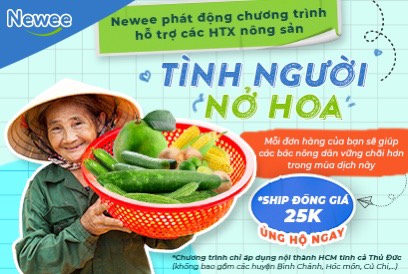 Newee
Newee phát động chương trình
hỗ trợ các HTX nông sản
TÌNH NGƯỜI
NỞ HOA
Mỗi đơn hàng của bạn sẽ giúp
các bác nông dân vững chãi hơn
trong mùa dịch này
*SHIP ĐỒNG GIÁ
25K
ỦNG HỘ NGAY
*Chương trình chỉ áp dụng nội thành HCM tính cả Thủ Đức
(không bao gồm các huyện Bình Chánh, Hóc môn, Củ Chi,...)